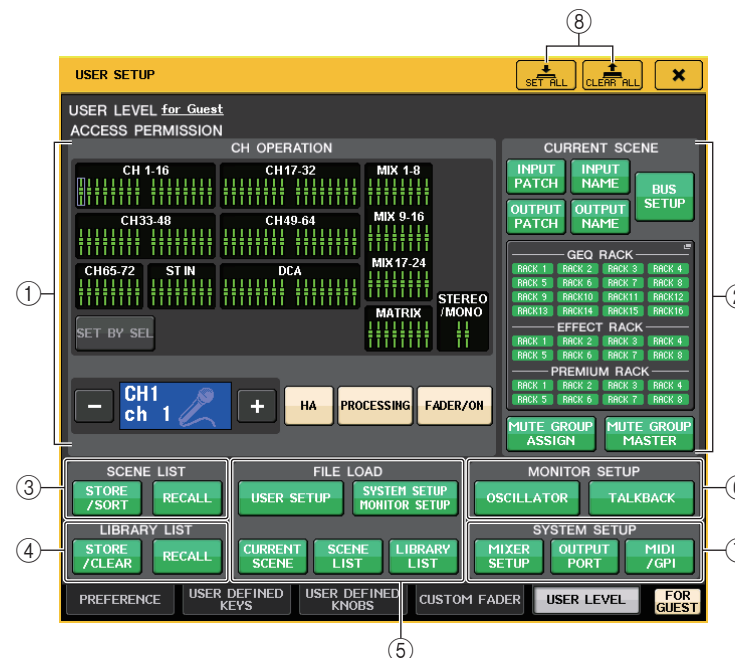 8
USER SETUP
SET ALL
CLEAR ALL
USER LEVEL for Guest
ACCESS PERMISSION
1
CH OPERATION
CH 1-16
CH17-32
MIX 1-8
CH33-48
CH49-64
MIX 9-16
CH65-72
ST IN
DCA
MIX17-24
STEREO
/MONO
MATRIX
SET BY SEL
CH1
ch 1
HA
PROCESSING
FADER/ON
CURRENT SCENE
INPUT
PATCH
INPUT
NAME
BUS
SETUP
OUTPUT
PATCH
OUTPUT
NAME
GEQ RACK
RACK 1 RACK 2 RACK 3 RACK 4
RACK 5 RACK 6 RACK 7 RACK 8
RACK 9 RACK10 RACK11 RACK12
RACK13 RACK14 RACK15 RACK16
EFFECT RACK
RACK 1 RACK 2 RACK 3 RACK 4
RACK 5 RACK 6 RACK 7 RACK 8
PREMIUM RACK
RACK 1 RACK 2 RACK 3 RACK 4
RACK 5 RACK 6 RACK 7 RACK 8
MUTE GROUP
ASSIGN
MUTE GROUP
MASTER
3
SCENE LIST
STORE
/SORT
RECALL
4
LIBRARY LIST
STORE
/CLEAR
RECALL
FILE LOAD
USER SETUP
SYSTEM SETUP
MONITOR SETUP
CURRENT
SCENE
SCENE
LIST
LIBRARY
LIST
MONITOR SETUP
OSCILLATOR
TALKBACK
SYSTEM SETUP
MIXER
SETUP
OUTPUT
PORT
MIDI
/GPI
PREFERENCE
USER DEFINED
KEYS
USER DEFINED
KNOBS
CUSTOM FADER
USER LEVEL
FOR
GUEST
5